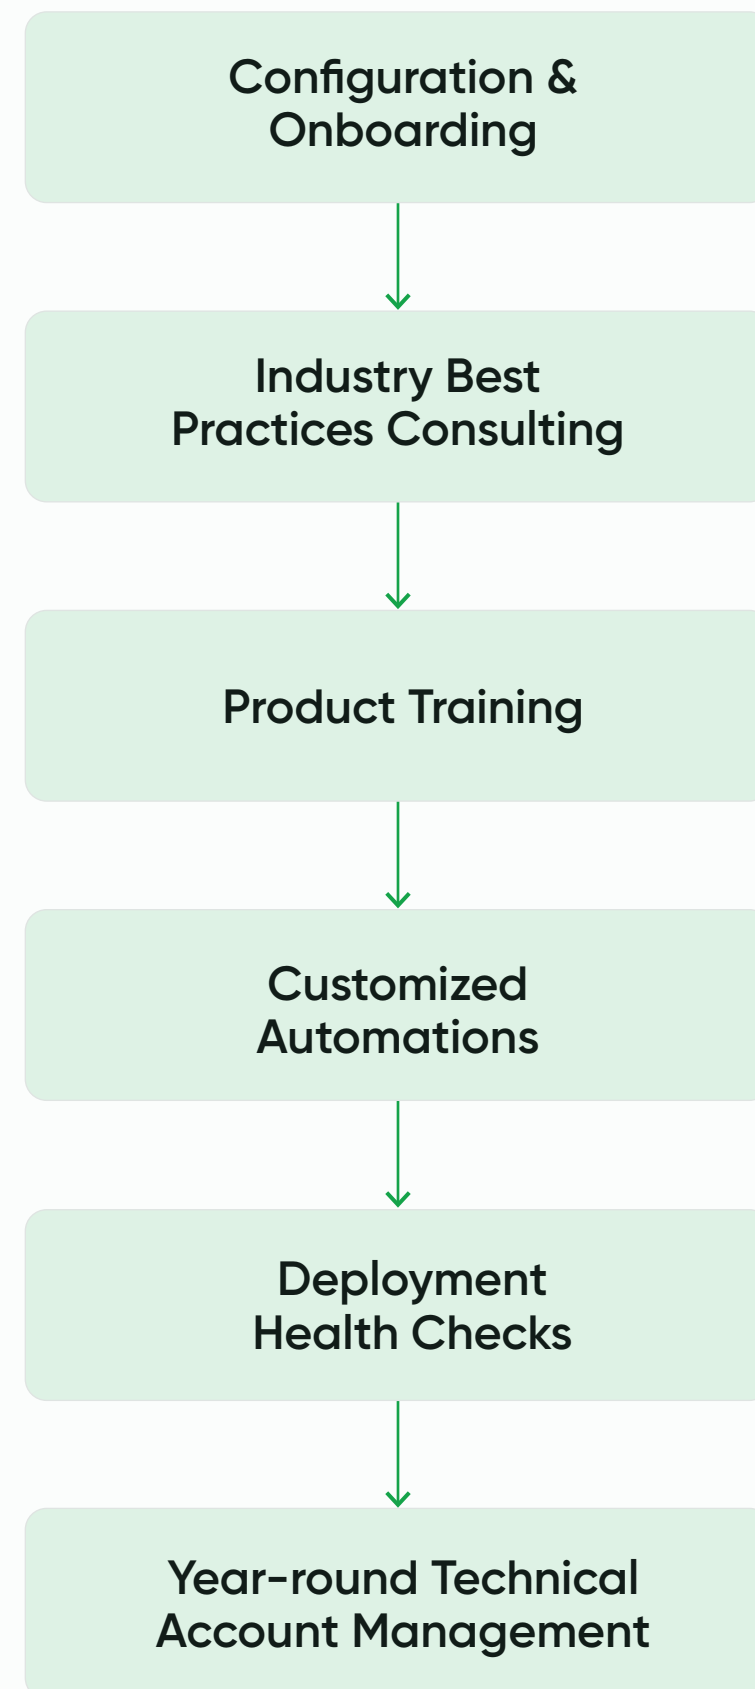 Configuration &
Onboarding
Industry Best
Practices Consulting
Product Training
Customized
Automations
Deployment
Health Checks
Year-round Technical
Account Management